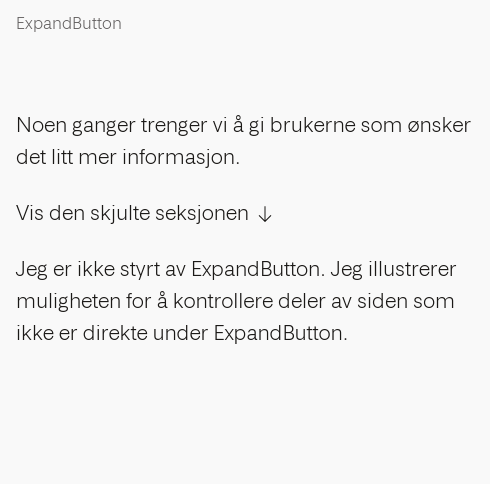 ExpandButton
Noen ganger trenger vi å gi brukerne som ønsker
det litt mer informasjon.
Vis den skjulte seksjonen ↓
Jeg er ikke styrt av ExpandButton. Jeg illustrerer
muligheten for å kontrollere deler av siden som
ikke er direkte under ExpandButton.